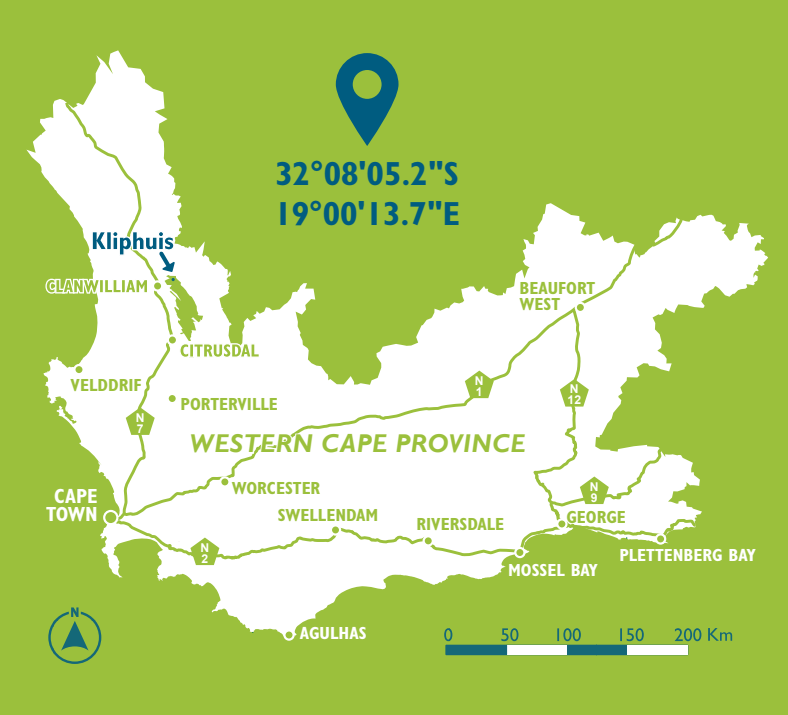 32°08'05.2"S
19°00'13.7"E
Kliphuis
CLANWILLIAM
BEAUFORT
WEST
CITRUSDAL
VELDDRIF
PORTERVILLE
N
1
N
12
N
7
WESTERN CAPE PROVINCE
WORCESTER
N
9
CAPE
TOWN
SWELLENDAM
RIVERSDALE
GEORGE
N
2
PLETTENBERG BAY
MOSSEL BAY
N
AGULHAS
0 50 100 150 200 Km